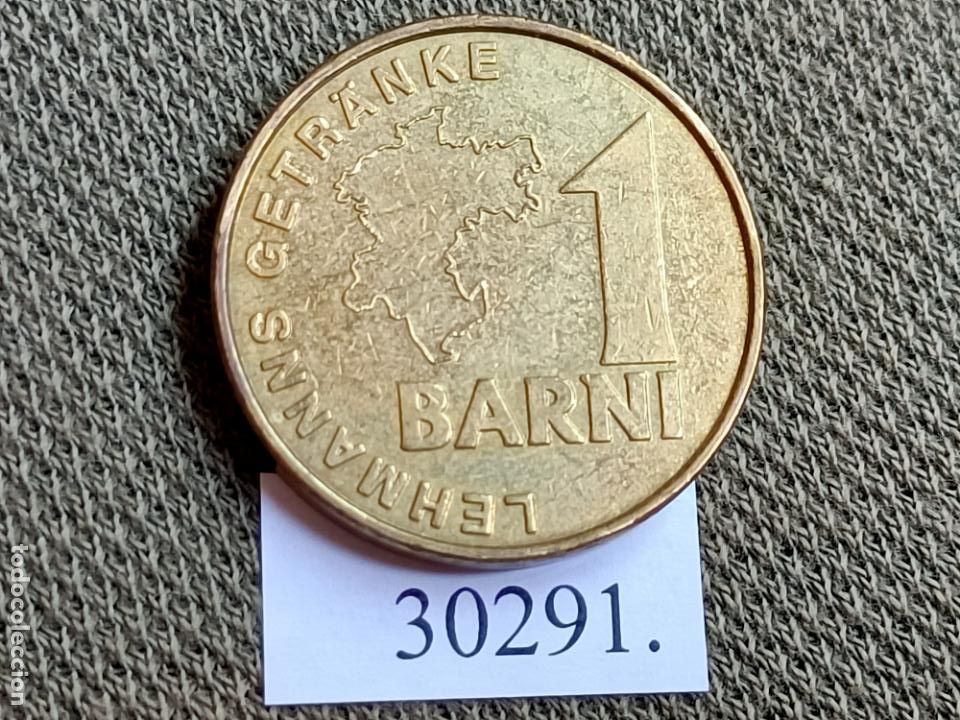 LEHMANNS GETRÄNKE
1
BARNI
30291.
todocoleccion